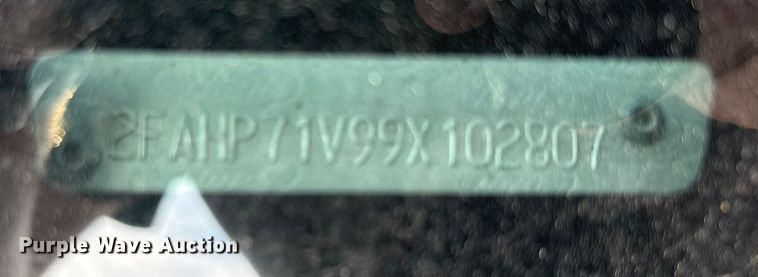 2FAHP71V99X102807
Purple Wave Auction